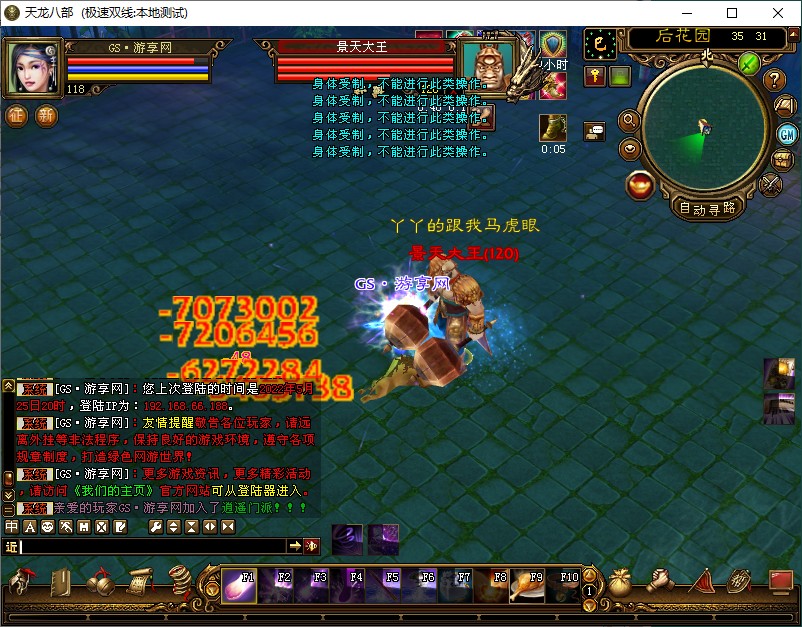 天龙八部 (极速双线:本地测试)
GS·游享网
118
景天大王
小时
0:05
后花园 35 31
北
GM
自动寻路
征 新
身体受制，不能进行此类操作。
身体受制，不能进行此类操作。
身体受制，不能进行此类操作。
身体受制，不能进行此类操作。
身体受制，不能进行此类操作。
丫丫的跟我马虎眼
景天大王(120)
GS·游享网
-7073002
-7206456
-48
-6272284
系统[GS·游享网]：您上次登陆的时间是2022年5月
25日20时，登陆IP为：192.168.66.188。
系统[GS·游享网]：友情提醒敬告各位玩家，请远
离外挂等非法程序，保持良好的游戏环境，遵守各项
规章制度，打造绿色网游世界！
系统[GS·游享网]：更多游戏资讯，更多精彩活动
，请访问《我们的主页》官方网站可从登陆器进入。
系统亲爱的玩家GS·游享网加入了逍遥门派！！！
近
F1 F2 F3 F4 F5 F6 F7 F8 F9 F10
1